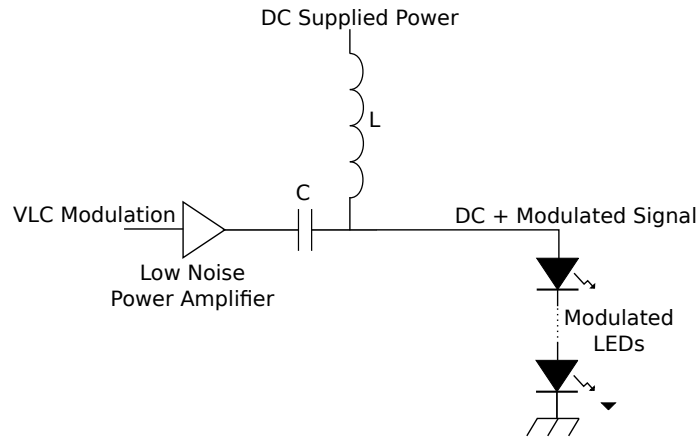 DC Supplied Power
L
C
VLC Modulation
DC + Modulated Signal
Low Noise
Power Amplifier
Modulated
LEDs